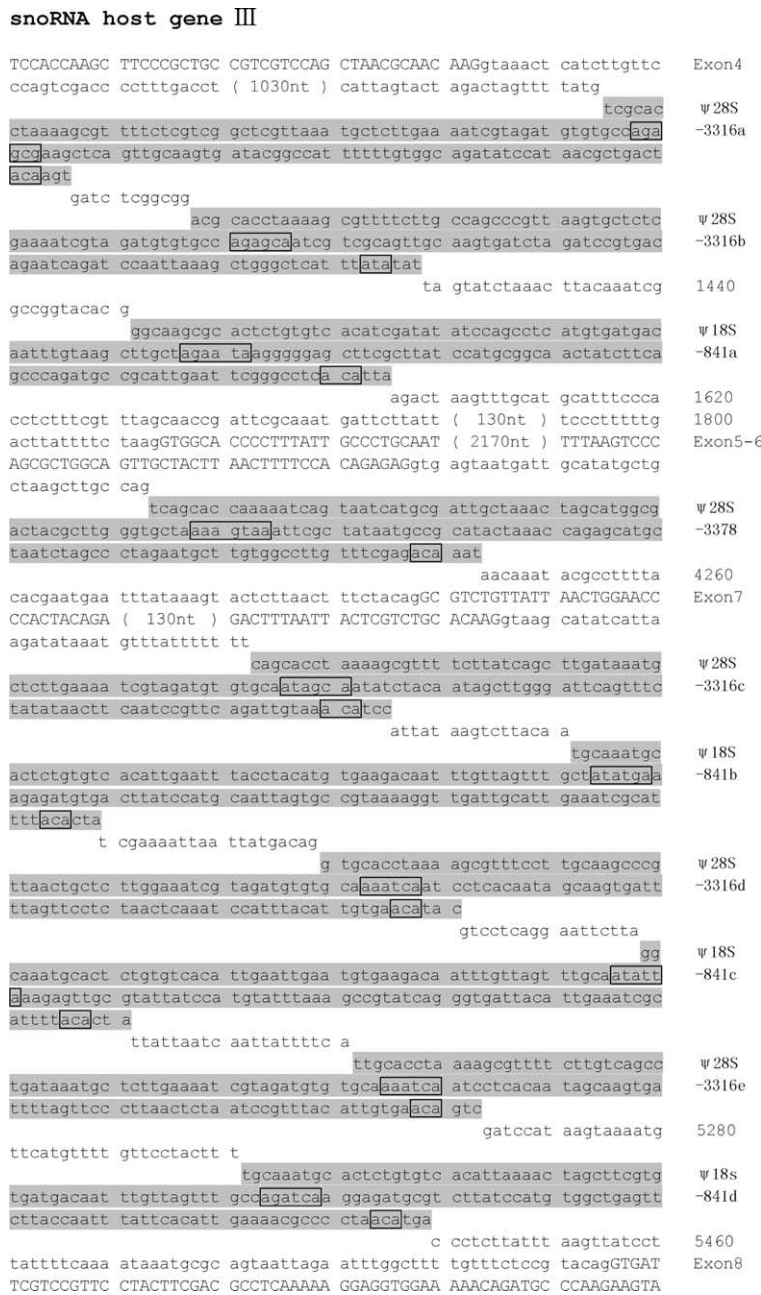 snoRNA host gene Ⅲ
TCCACCAAGC TTCCCGCTGC CGTCGTCCAG CTAACGCAAC AAGgtaaact catcttgttc Exon4
ccagtcgacc cctttgacct ( 1030nt ) cattagtact agactagttt tatg
tcgcac ψ28S
ctaaaagcgt tttctcgtcg gctcgttaaa tgctcttgaa aatcgtagat gtgtgccaga -3316a
gcgaagctca gttgcaagtg atacggccat tttttgtggc agatatccat aacgctgact
acaagt
gatc tcggcgg
acg cacctaaaag cgttttcttg ccagcccgtt aagtgctctc ψ28S
gaaaatcgta gatgtgtgcc agagcaatcg tcgcagttgc aagtgatcta gatccgtgac -3316b
agaatcagat ccaattaaag ctgggctcat ttatatat
ta gtatctaaac ttacaaatcg 1440
gccggtacac g
ggcaagcgc actctgtgtc acatcgatat atccagcctc atgtgatgac ψ18S
aatttgtaag cttgctagaa taagggggag cttcgcttat ccatgcggca actatcttca -841a
gcccagatgc cgcattgaat tcgggcctca cattta
agact aagtttgcat gcatttccca 1620
cctctttcgt ttagcaaccg attcgcaaat gattcttatt ( 130nt ) tccctttttg 1800
acttattttc taagGTGGCA CCCCTTTATT GCCCTGCAAT ( 2170nt ) TTTAAGTCCC Exon5-6
AGCGCTGGCA GTTGCTACTT AACTTTTCCA CAGAGAGgtg agtaatgatt gcatatgctg
ctaagcttgc cag
tcagcac caaaaatcag taatcatgcg attgctaaac tagcatggcg ψ28S
actacgcttg ggtgctaaaa gtaaattcgc tataatgccg catactaaac cagagcatgc -3378
taatctagcc ctagaatgct tgtggccttg tttcgagaca aat
aacaaat acgcctttta 4260
cacgaatgaa tttataaagt actcttaact ttctacagGC GTCTGTTATT AACTGGAACC Exon7
CCACTACAGA ( 130nt ) GACTTTAATT ACTCGTCTGC ACAAGgtaag catatcatta
agatataaat gtttattttt tt
cagcacct aaaagcgttt tcttatcagc ttgataaatg ψ28S
ctcttgaaaa tcgtagatgt gtgcaatagc aatatctaca atagcttggg attcagtttc -3316c
tatataactt caatccgttc agattgtaaa acatcc
attat aagtcttaca a
tgcaaatgc ψ18S
actctgtgtc acattgaatt tacctacatg tgaagacaat ttgttagttt gctatatgaa -841b
agagatgtga cttatccatg caattagtgc cgtaaaaggt tgattgcatt gaaatcgcat
tttacacta
t cgaaaattaa ttatgacag
g tgcacctaaa agcgtttcct tgcaagcccg ψ28S
ttaactgctc ttggaaatcg tagatgtgtg caaaatcaat cctcacaata gcaagtgatt -3316d
ttagttcctc taactcaaat ccatttacat tgtgaacata c
gtcctcagg aattctta
gg ψ18S
caaatgcact ctgtgtcaca ttgaattgaa tgtgaagaca atttgttagt ttgcaatatt -841c
aaagagttgc gtattatcca tgtatttaaa gccgtatcag ggtgattaca ttgaaatcgc
attttacact a
ttattaatc aattattttc a
ttgcaccta aaagcgtttt cttgtcagcc ψ28S
tgataaatgc tcttgaaaat cgtagatgtg tgcaaaatca atcctcacaa tagcaagtga -3316e
ttttagttcc cttaactcta atccgtttac attgtgaaca gtc
gatccat aagtaaaatg 5280
ttcatgtttt gttcctactt t
tgcaaatgc actctgtgtc acattaaaac tagcttcgtg ψ18s
tgatgacaat ttgttagttt gccagatcaa ggagatgcgt cttatccatg tggctgagtt -841d
cttaccaatt tattcacatt gaaaacgccc ctaacatga
c cctcttattt aagttatcct 5460
tattttcaaa ataaatgcgc agtaattaga aatttggcttt tgtttctccg tacagGTGAT Exon8
TCGTCCGTTC CTACTTCGAC GCCTCAAAAA GGAGGTGGAA AAACAGATGC CCAAGAAGTA